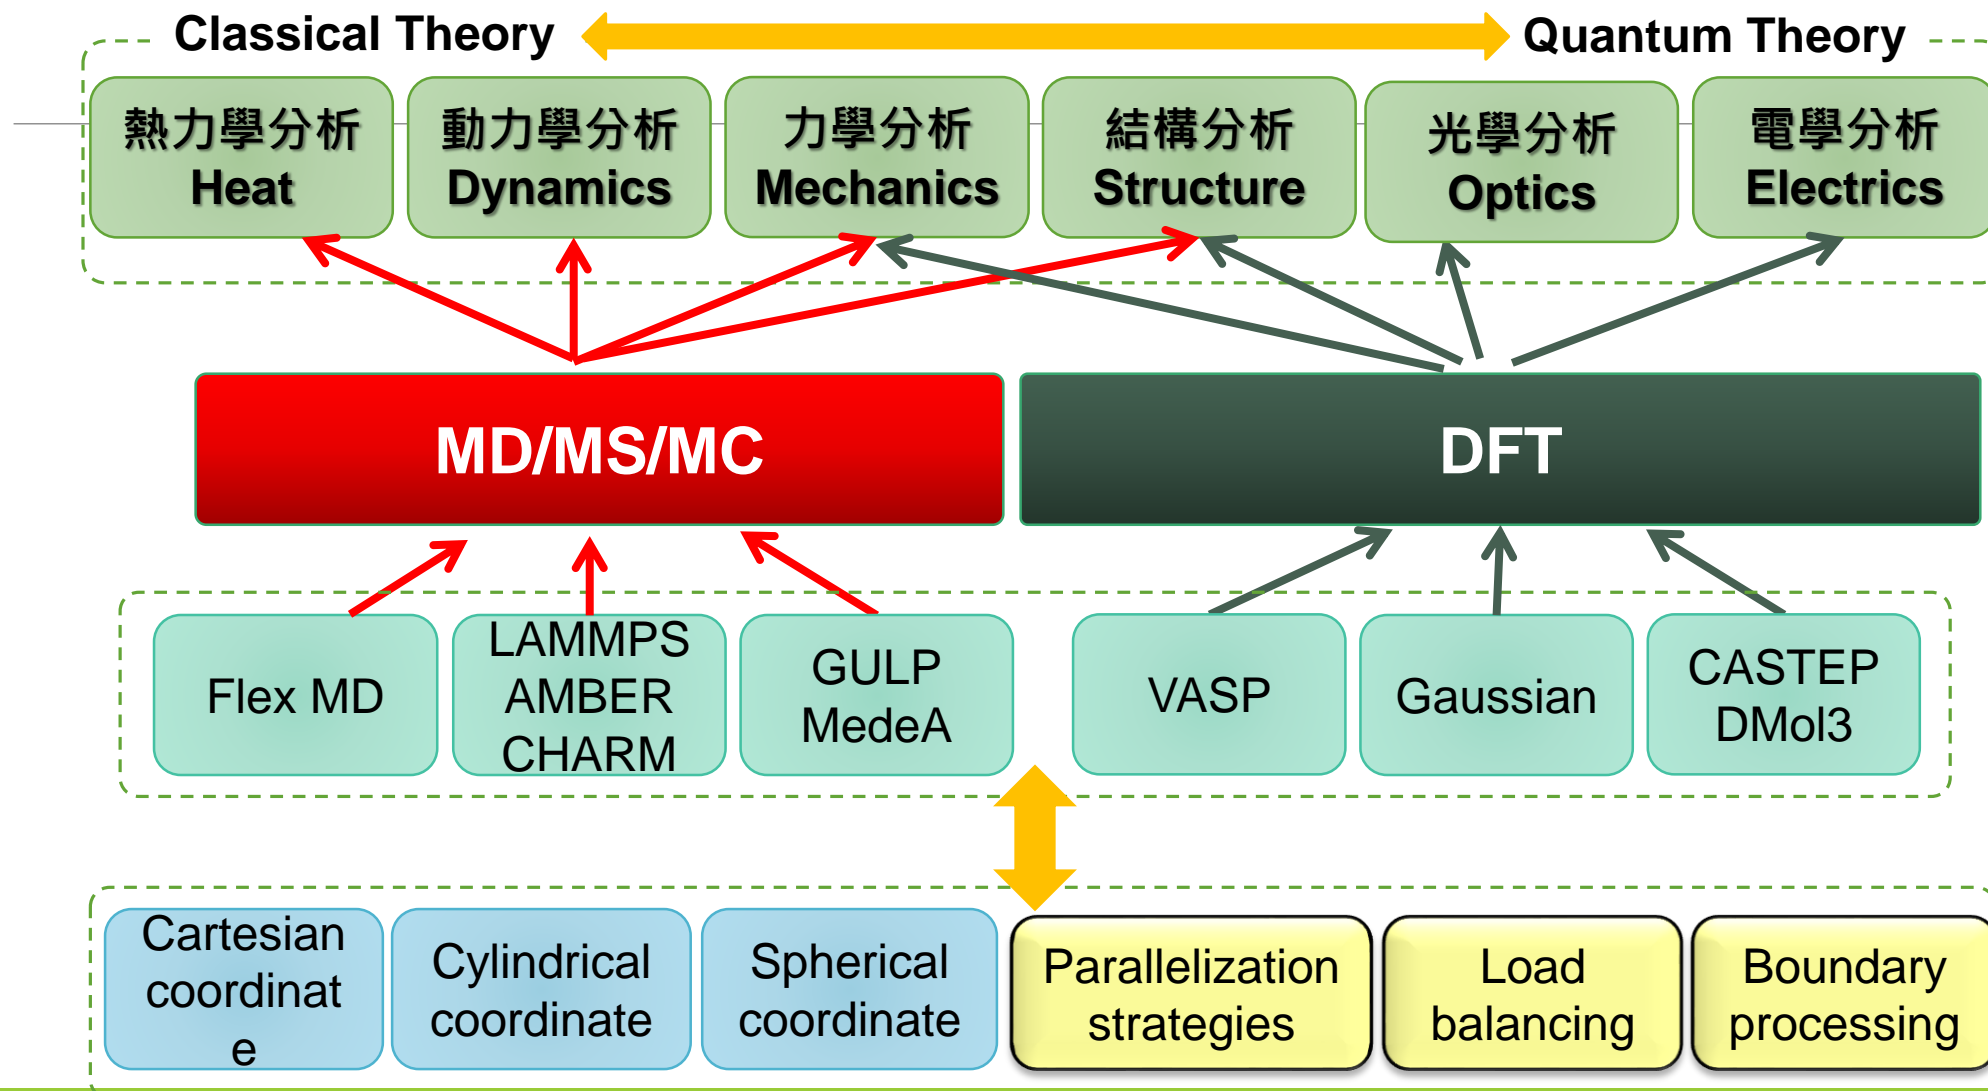 Classical Theory
Quantum Theory
熱力學分析
Heat
動力學分析
Dynamics
力學分析
Mechanics
結構分析
Structure
光學分析
Optics
電學分析
Electrics
MD/MS/MC
DFT
Flex MD
LAMMPS
AMBER
CHARM
GULP
MedeA
VASP
Gaussian
CASTEP
DMol3
Cartesian
coordinat
e
Cylindrical
coordinate
Spherical
coordinate
Parallelization
strategies
Load
balancing
Boundary
processing